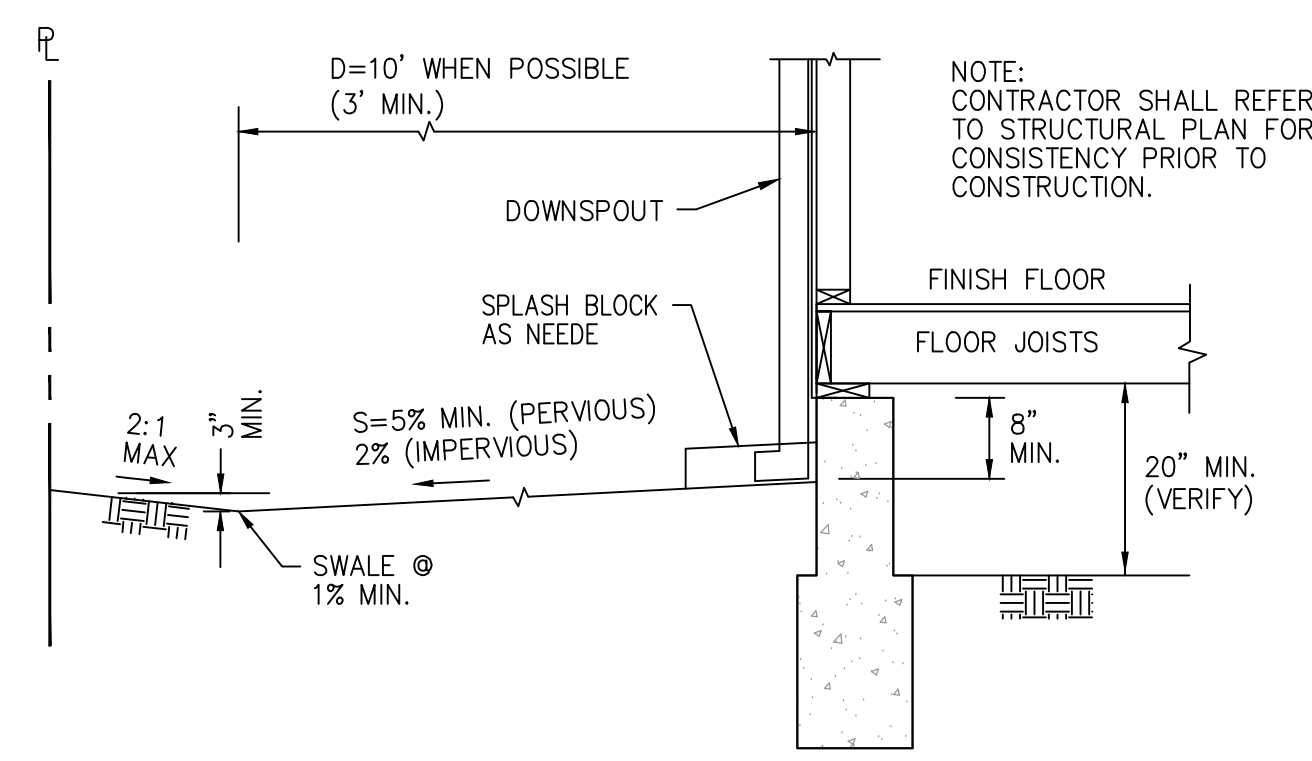 PL
D=10' WHEN POSSIBLE
(3' MIN.)
NOTE:
CONTRACTOR SHALL REFER
TO STRUCTURAL PLAN FOR
CONSISTENCY PRIOR TO
CONSTRUCTION.
DOWNSPOUT
FINISH FLOOR
SPLASH BLOCK
AS NEEDE
FLOOR JOISTS
2:1
MAX
3"
MIN.
S=5% MIN. (PERVIOUS)
2% (IMPERVIOUS)
8"
MIN.
20" MIN.
(VERIFY)
SWALE @
1% MIN.